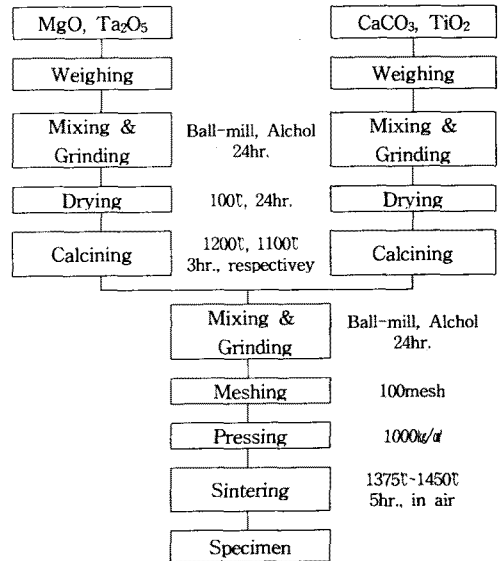 MgO, Ta₂O₅
CaCO₃, TiO₂
Weighing
Weighing
Mixing &
Grinding
Ball-mill, Alchol
24hr.
Mixing &
Grinding
Drying
100℃, 24hr.
Drying
Calcining
1200℃, 1100℃
3hr., respectivey
Calcining
Mixing &
Grinding
Ball-mill, Alchol
24hr.
Meshing
100mesh
Pressing
1000㎏/㎠
Sintering
1375℃~1450℃
5hr., in air
Specimen